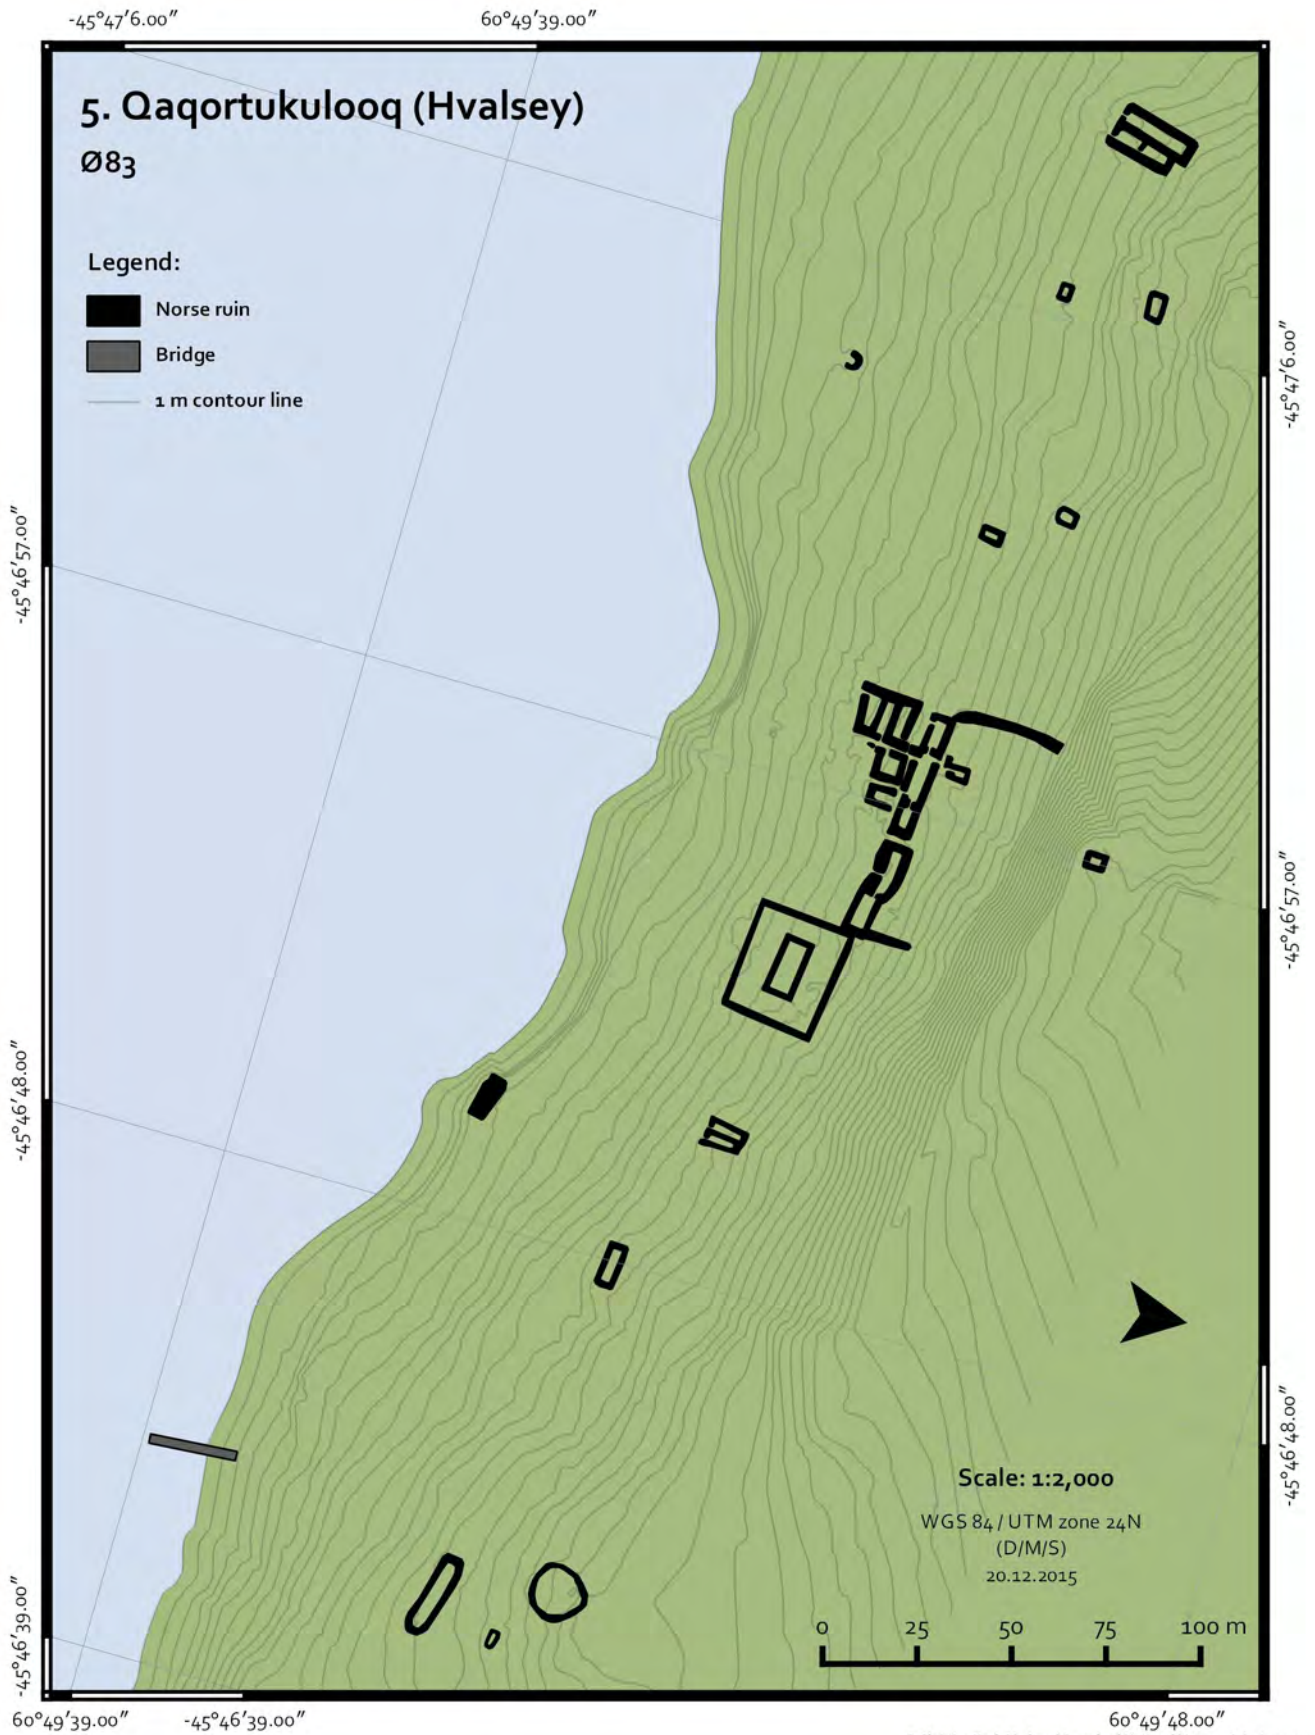 -45°47'6.00"
60°49'39.00"
5. Qaqortukulooq (Hvalsey)
Ø83
Legend:
Norse ruin
Bridge
1 m contour line
-45°47'6.00"
-45°46'57.00"
-45°46'57.00"
-45°46'48.00"
-45°46'48.00"
Scale: 1:2,000
WGS 84 / UTM zone 24N
(D/M/S)
20.12.2015
0 25 50 75 100 m
-45°46'39.00"
60°49'39.00"
-45°46'39.00"
60°49'48.00"